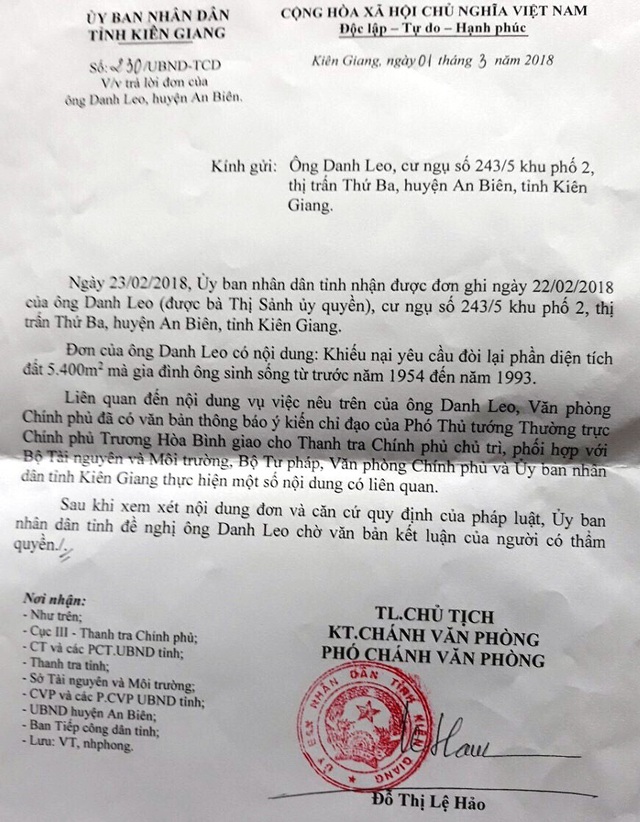 ỦY BAN NHÂN DÂN
TỈNH KIÊN GIANG
CỘNG HÒA XÃ HỘI CHỦ NGHĨA VIỆT NAM
Độc lập – Tự do – Hạnh phúc
Số: 230/UBND-TCD
V/v trả lời đơn của
ông Danh Leo, huyện An Biên.
Kiên Giang, ngày 01 tháng 3 năm 2018
Kính gửi: Ông Danh Leo, cư ngụ số 243/5 khu phố 2,
thị trấn Thứ Ba, huyện An Biên, tỉnh Kiên
Giang.
Ngày 23/02/2018, Ủy ban nhân dân tỉnh nhận được đơn ghi ngày 22/02/2018
của ông Danh Leo (được bà Thị Sảnh ủy quyền), cư ngụ số 243/5 khu phố 2, thị
trấn Thứ Ba, huyện An Biên, tỉnh Kiên Giang.
Đơn của ông Danh Leo có nội dung: Khiếu nại yêu cầu đòi lại phần diện tích
đất 5.400m² mà gia đình ông sinh sống từ trước năm 1954 đến năm 1993.
Liên quan đến nội dung vụ việc nêu trên của ông Danh Leo, Văn phòng
Chính phủ đã có văn bản thông báo ý kiến chỉ đạo của Phó Thủ tướng Thường trực
Chính phủ Trương Hòa Bình giao cho Thanh tra Chính phủ chủ trì, phối hợp với
Bộ Tài nguyên và Môi trường, Bộ Tư pháp, Văn phòng Chính phủ và Ủy ban nhân
dân tỉnh Kiên Giang thực hiện một số nội dung có liên quan.
Sau khi xem xét nội dung đơn và căn cứ quy định của pháp luật, Ủy ban
nhân dân tỉnh đề nghị ông Danh Leo chờ văn bản kết luận của người có thẩm
quyền./.
Nơi nhận:
- Như trên;
- Cục III - Thanh tra Chính phủ;
- CT và các PCT.UBND tỉnh;
- Thanh tra tỉnh;
- Sở Tài nguyên và Môi trường;
- CVP và các P.CVP UBND tỉnh;
- UBND huyện An Biên;
- Ban Tiếp công dân tỉnh;
- Lưu: VT, nhphong.
TL.CHỦ TỊCH
KT.CHÁNH VĂN PHÒNG
PHÓ CHÁNH VĂN PHÒNG
ỦY BAN NHÂN DÂN TỈNH KIÊN GIANG
Đỗ Thị Lệ Hảo